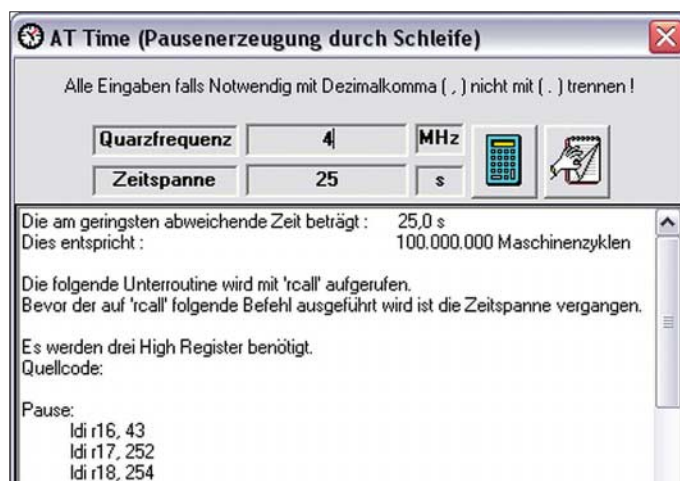 AT Time (Pausenerzeugung durch Schleife)
Alle Eingaben falls Notwendig mit Dezimalkomma ( , ) nicht mit ( . ) trennen !
Quarzfrequenz 4 MHz
Zeitspanne 25 s
Die am geringsten abweichende Zeit beträgt : 25,0 s
Dies entspricht : 100.000.000 Maschinenzyklen
Die folgende Unterroutine wird mit 'rcall' aufgerufen.
Bevor der auf 'rcall' folgende Befehl ausgeführt wird ist die Zeitspanne vergangen.
Es werden drei High Register benötigt.
Quellcode:
Pause:
ldi r16, 43
ldi r17, 252
ldi r18, 254